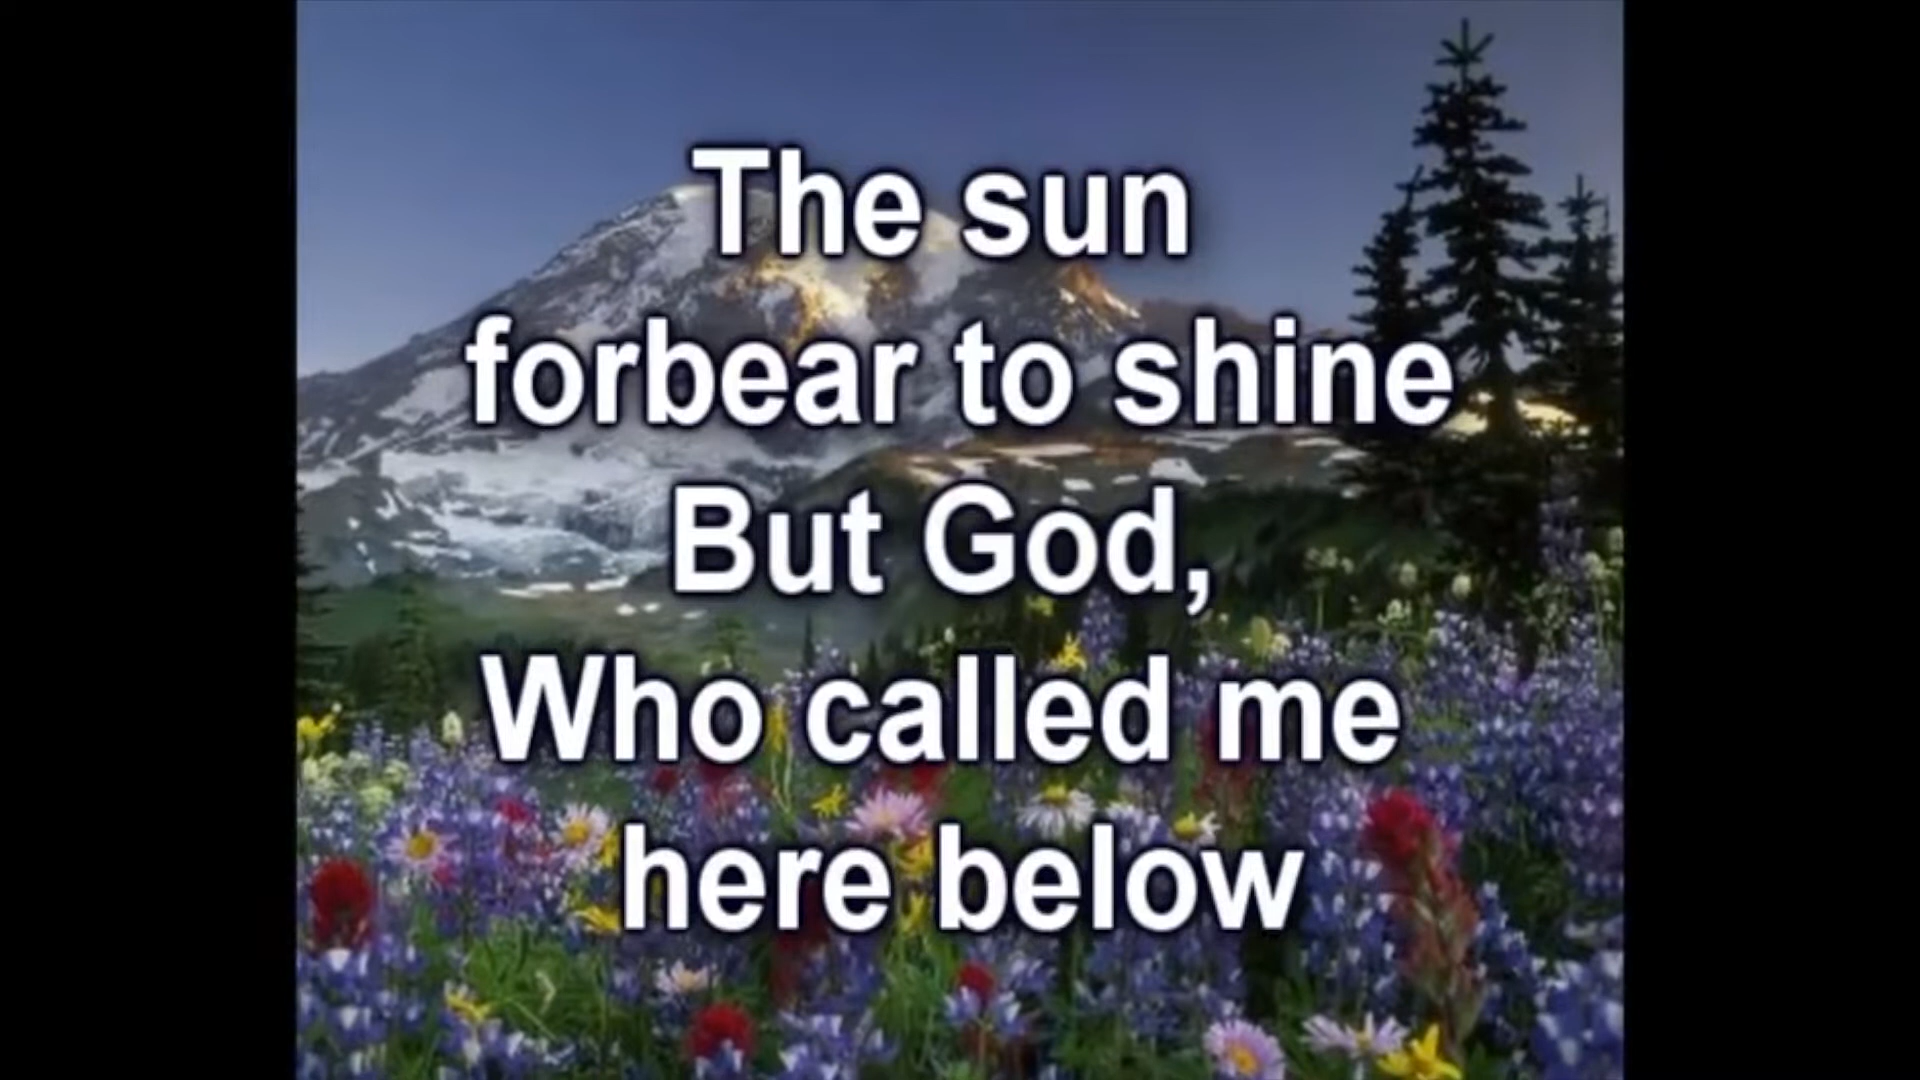 The sun
forbear to shine
But God,
Who called me
here below